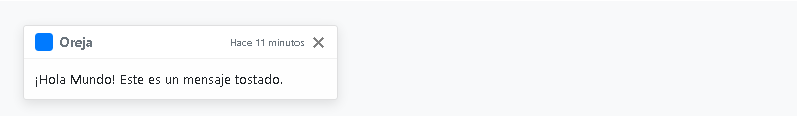 Oreja Hace 11 minutos
¡Hola Mundo! Este es un mensaje tostado.